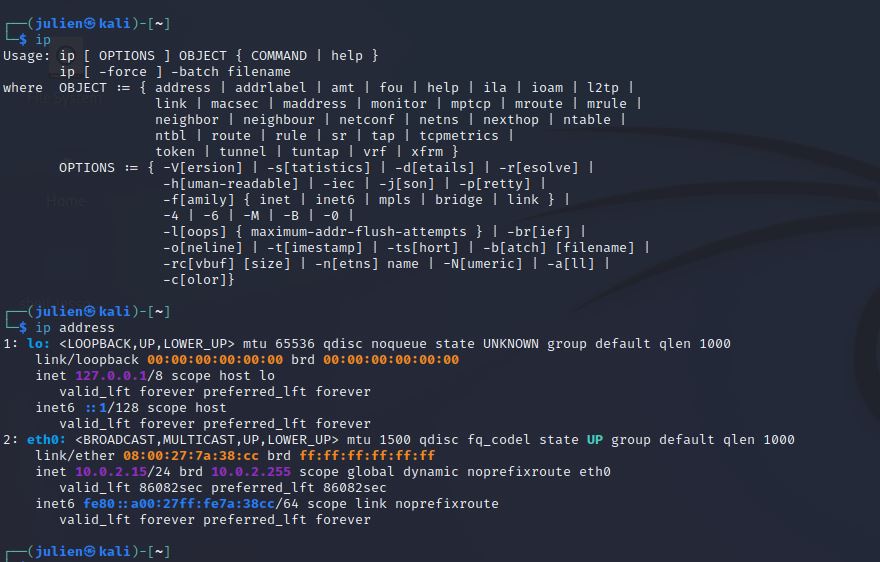 ┌──(julien㉿kali)-[~]
└─$ ip
Usage: ip [ OPTIONS ] OBJECT { COMMAND | help }
       ip [ -force ] -batch filename
where  OBJECT := { address | addrlabel | amt | fou | help | ila | ioam | l2tp |
                   link | macsec | maddress | monitor | mptcp | mroute | mrule |
                   neighbor | neighbour | netconf | netns | nexthop | ntable |
                   ntbl | route | rule | sr | tap | tcpmetrics |
                   token | tunnel | tuntap | vrf | xfrm }
       OPTIONS := { -V[ersion] | -s[tatistics] | -d[etails] | -r[esolve] |
                    -h[uman-readable] | -iec | -j[son] | -p[retty] |
                    -f[amily] { inet | inet6 | mpls | bridge | link } |
                    -4 | -6 | -M | -B | -0 |
                    -l[oops] { maximum-addr-flush-attempts } | -br[ief] |
                    -o[neline] | -t[imestamp] | -ts[hort] | -b[atch] [filename] |
                    -rc[vbuf] [size] | -n[etns] name | -N[umeric] | -a[ll] |
                    -c[olor]}
┌──(julien㉿kali)-[~]
└─$ ip address
1: lo: <LOOPBACK,UP,LOWER_UP> mtu 65536 qdisc noqueue state UNKNOWN group default qlen 1000
    link/loopback 00:00:00:00:00:00 brd 00:00:00:00:00:00
    inet 127.0.0.1/8 scope host lo
       valid_lft forever preferred_lft forever
    inet6 ::1/128 scope host
       valid_lft forever preferred_lft forever
2: eth0: <BROADCAST,MULTICAST,UP,LOWER_UP> mtu 1500 qdisc fq_codel state UP group default qlen 1000
    link/ether 08:00:27:7a:38:cc brd ff:ff:ff:ff:ff:ff
    inet 10.0.2.15/24 brd 10.0.2.255 scope global dynamic noprefixroute eth0
       valid_lft 86082sec preferred_lft 86082sec
    inet6 fe80::a00:27ff:fe7a:38cc/64 scope link noprefixroute
       valid_lft forever preferred_lft forever
┌──(julien㉿kali)-[~]
Home